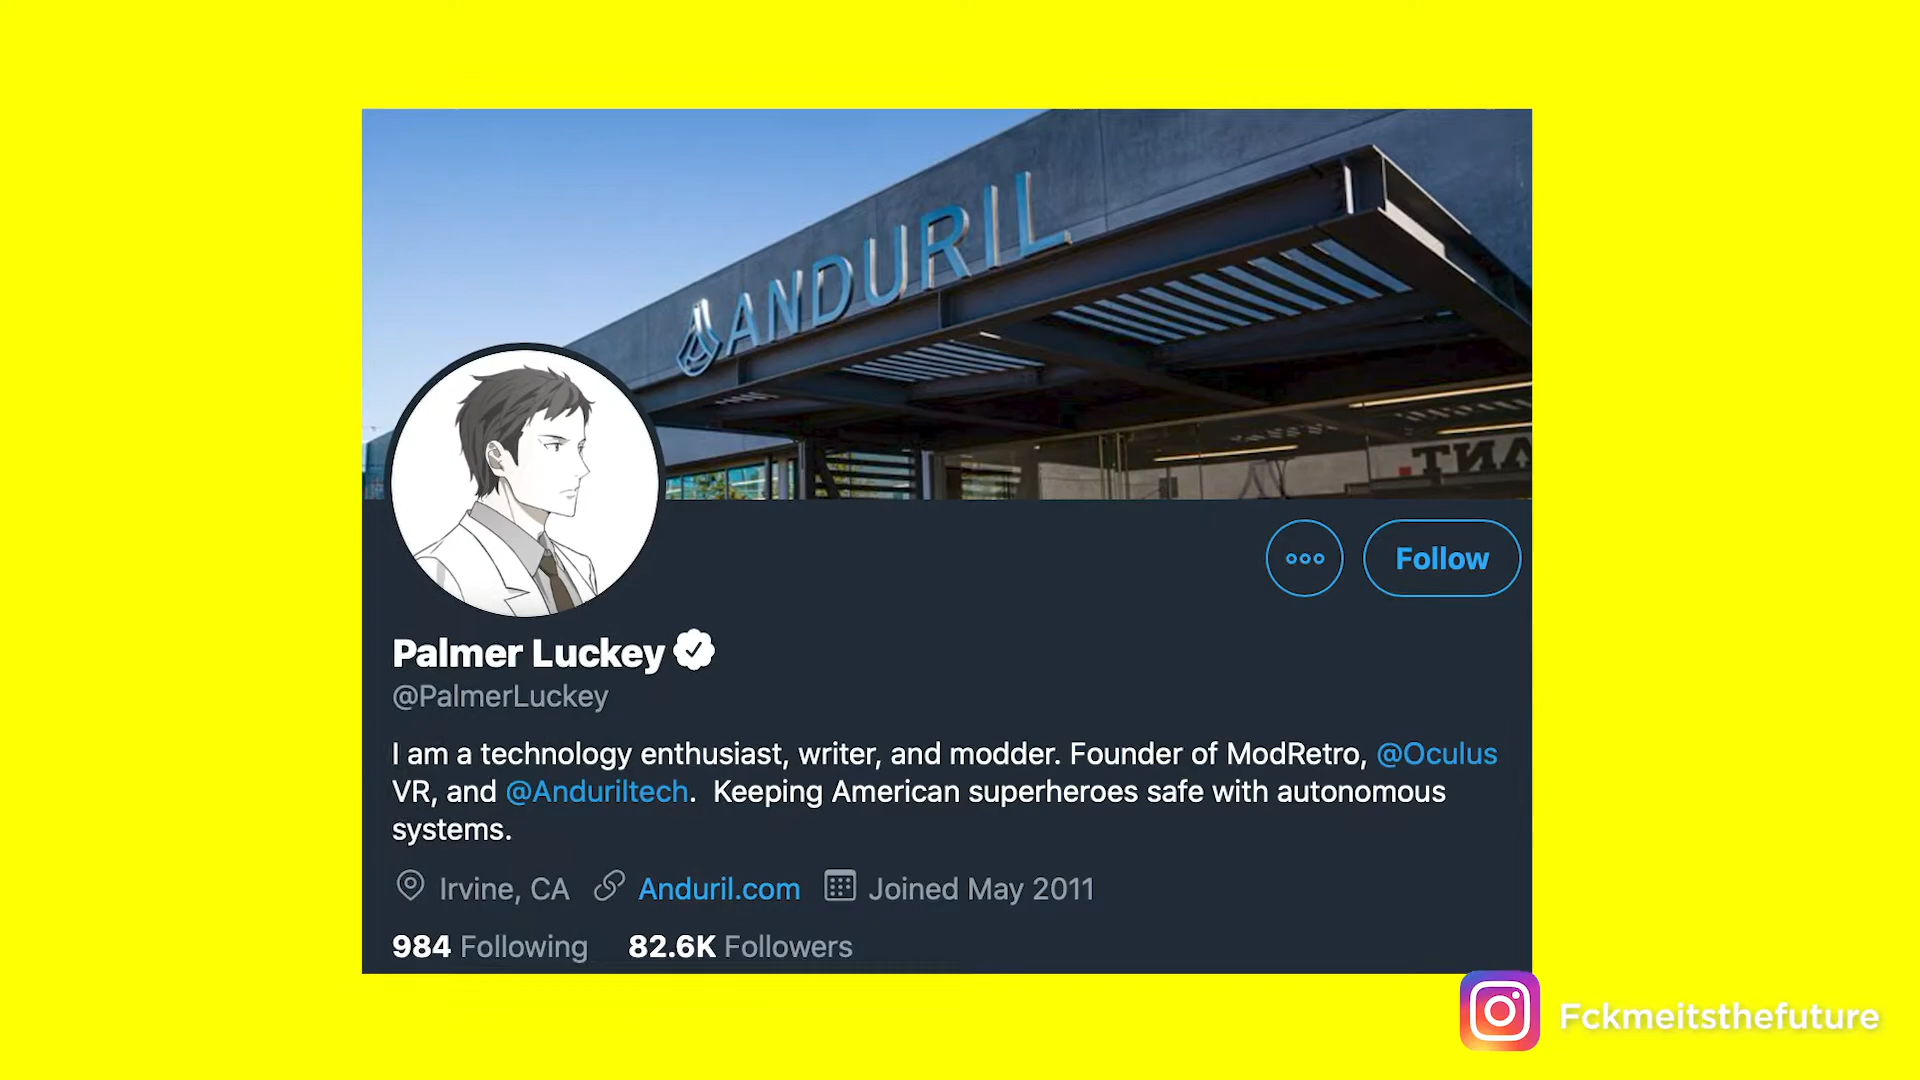 ANDURIL
Follow
Palmer Luckey
@PalmerLuckey
I am a technology enthusiast, writer, and modder. Founder of ModRetro, @Oculus
VR, and @Anduriltech.  Keeping American superheroes safe with autonomous
systems.
Irvine, CA Anduril.com Joined May 2011
984 Following 82.6K Followers
Fckmeitsthefuture